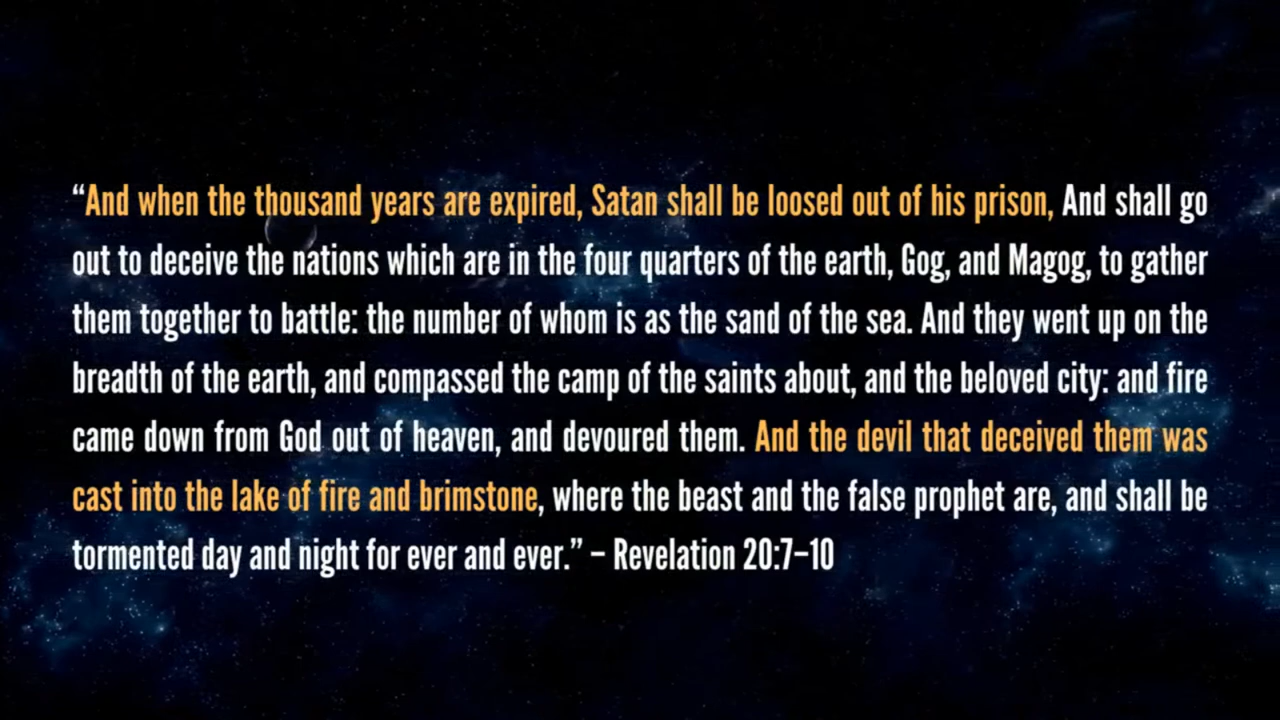 “And when the thousand years are expired, Satan shall be loosed out of his prison, And shall go
out to deceive the nations which are in the four quarters of the earth, Gog, and Magog, to gather
them together to battle: the number of whom is as the sand of the sea. And they went up on the
breadth of the earth, and compassed the camp of the saints about, and the beloved city: and fire
came down from God out of heaven, and devoured them. And the devil that deceived them was
cast into the lake of fire and brimstone, where the beast and the false prophet are, and shall be
tormented day and night for ever and ever.” – Revelation 20:7–10